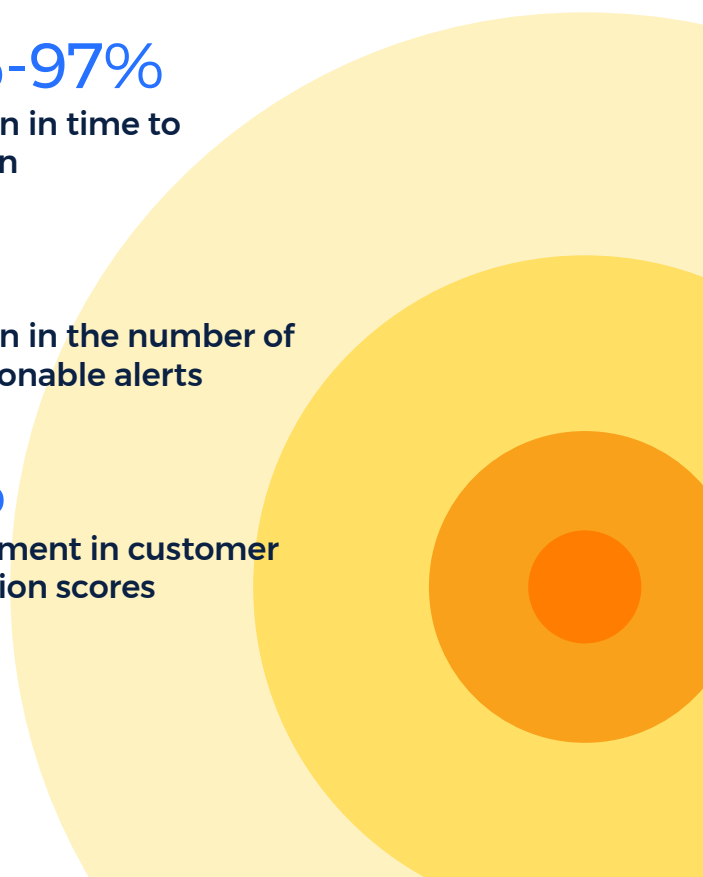 -97%
n in time to
n
n in the number of
onable alerts
ment in customer
ion scores